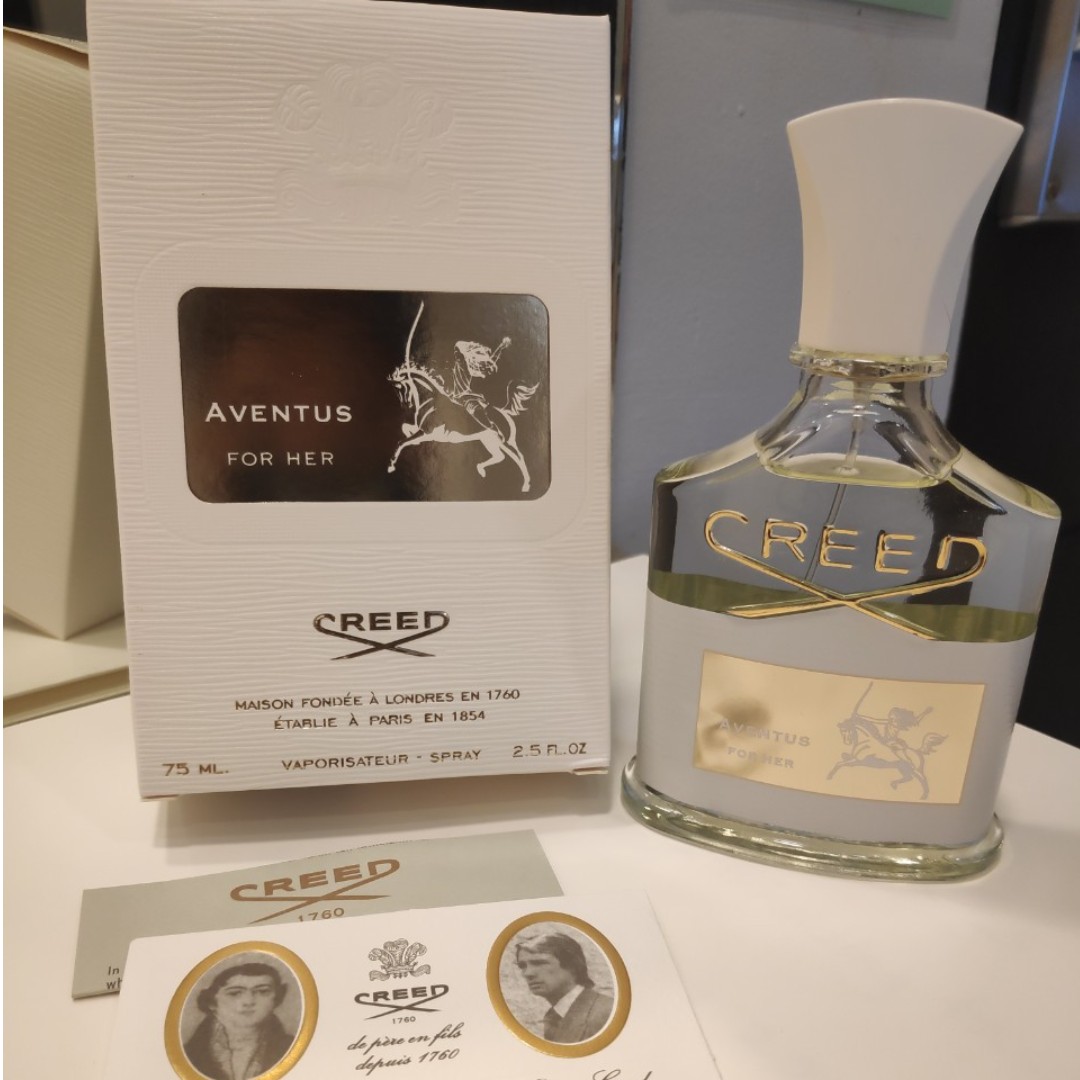 AVENTUS
FOR HER
CREED
MAISON FONDÉE À LONDRES EN 1760
ÉTABLIE À PARIS EN 1854
75 ML.
VAPORISATEUR - SPRAY
2.5 FL.OZ
CREED
AVENTUS
FOR HER
CREED
1760
In
CREED
1760
de père en fils
depuis 1760